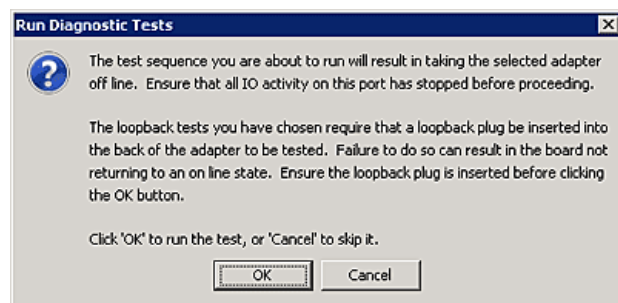 Run Diagnostic Tests
The test sequence you are about to run will result in taking the selected adapter
off line. Ensure that all IO activity on this port has stopped before proceeding.
The loopback tests you have chosen require that a loopback plug be inserted into
the back of the adapter to be tested. Failure to do so can result in the board not
returning to an on line state. Ensure the loopback plug is inserted before clicking
the OK button.
Click 'OK' to run the test, or 'Cancel' to skip it.
OK
Cancel